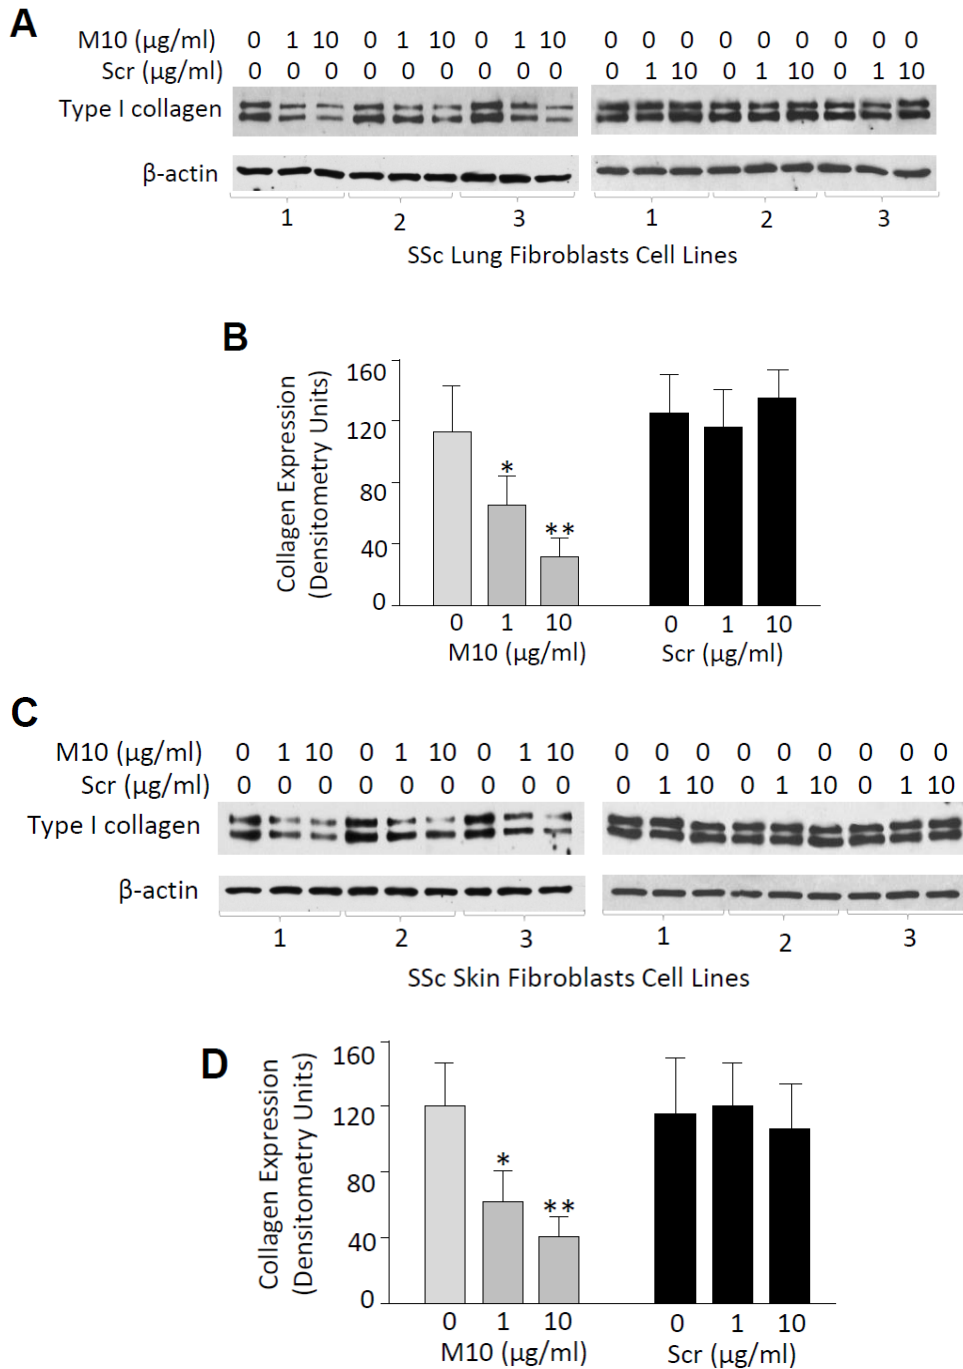 A
M10 (µg/ml) 0 1 10 0 1 10 0 1 10 0 0 0 0 0 0 0 0 0
Scr (µg/ml) 0 0 0 0 0 0 0 0 0 0 1 10 0 1 10 0 1 10
Type I collagen
β-actin
1 2 3 1 2 3
SSc Lung Fibroblasts Cell Lines
B
Collagen Expression
(Densitometry Units)
160
120
80
40
0
*
**
0 1 10 0 1 10
M10 (µg/ml) Scr (µg/ml)
C
M10 (µg/ml) 0 1 10 0 1 10 0 1 10 0 0 0 0 0 0 0 0 0
Scr (µg/ml) 0 0 0 0 0 0 0 0 0 0 1 10 0 1 10 0 1 10
Type I collagen
β-actin
1 2 3 1 2 3
SSc Skin Fibroblasts Cell Lines
D
Collagen Expression
(Densitometry Units)
160
120
80
40
0
*
**
0 1 10 0 1 10
M10 (µg/ml) Scr (µg/ml)